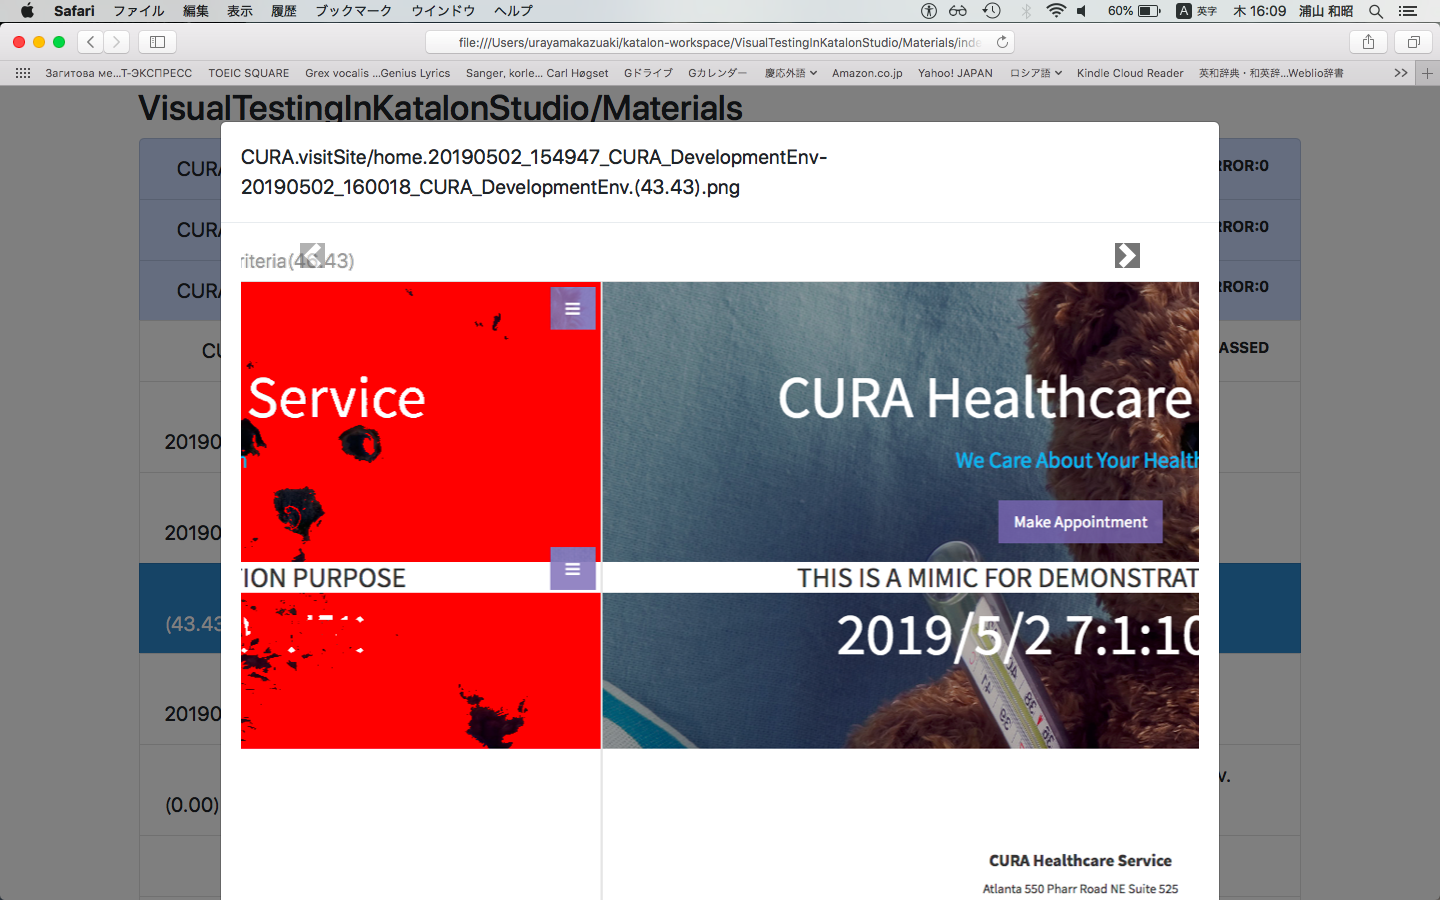 Safari ファイル 編集 表示 履歴 ブックマーク ウインドウ ヘルプ 60% A 英字 木 16:09 浦山 和昭
file:///Users/urayamakazuaki/katalon-workspace/VisualTestingInKatalonStudio/Materials/inde
Загитова ме...Т-ЭКСПРЕСС TOEIC SQUARE Grex vocalis ...Genius Lyrics Sanger, korle... Carl Høgset Gドライブ Gカレンダー 慶応外語 Amazon.co.jp Yahoo! JAPAN ロシア語 Kindle Cloud Reader 英和辞典・和英辞...Weblio辞書
VisualTestingInKatalonStudio/Materials
CURA.visitSite/home.20190502_154947_CURA_DevelopmentEnv-
20190502_160018_CURA_DevelopmentEnv.(43.43).png
CURA RROR:0
CURA RROR:0
CURA RROR:0
CU ASSED
20190
20190
(43.43
20190
(0.00) v.
riteria(46.43)
Service
CURA Healthcare
We Care About Your Health
Make Appointment
TION PURPOSE
THIS IS A MIMIC FOR DEMONSTRAT
2019/5/2 7:1:10
CURA Healthcare Service
Atlanta 550 Pharr Road NE Suite 525